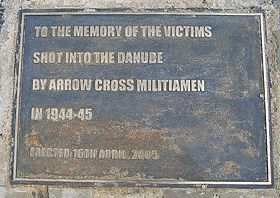 TO THE MEMORY OF THE VICTIMS
SHOT INTO THE DANUBE
BY ARROW CROSS MILITIAMEN
IN 1944-45
ERECTED 16TH APRIL, 2005